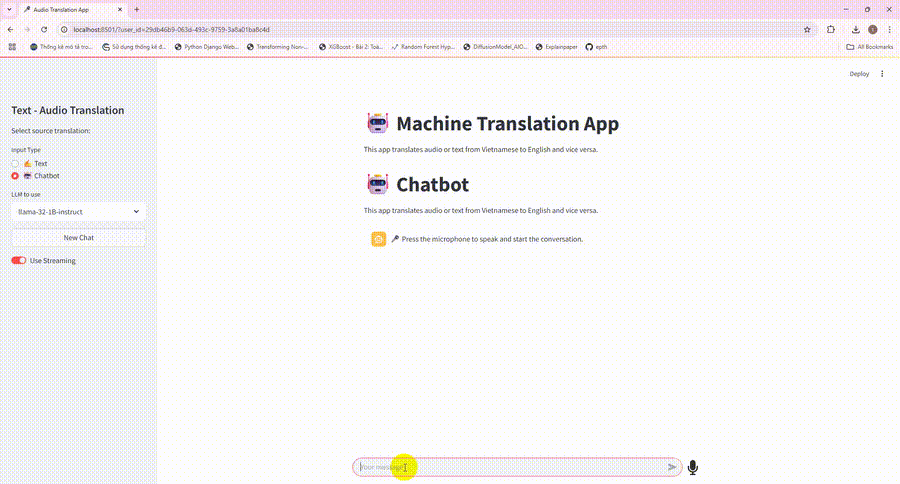 Audio Translation App
localhost:8501/?user_id=29db46b9-063d-493c-9759-3a8a01ba8c4d
Thống kê mô tả tro... Sử dụng thống kê d... Python Django Web... Transforming Non-... XGBoost - Bài 2: Toà... Random Forest Hyp... DiffusionModel_AIO... Explainpaper epth All Bookmarks
Deploy
Text - Audio Translation
Select source translation:
Input Type
Text
Chatbot
LLM to use
llama-32-1B-instruct
New Chat
Use Streaming
Machine Translation App
This app translates audio or text from Vietnamese to English and vice versa.
Chatbot
This app translates audio or text from Vietnamese to English and vice versa.
Press the microphone to speak and start the conversation.
Your message